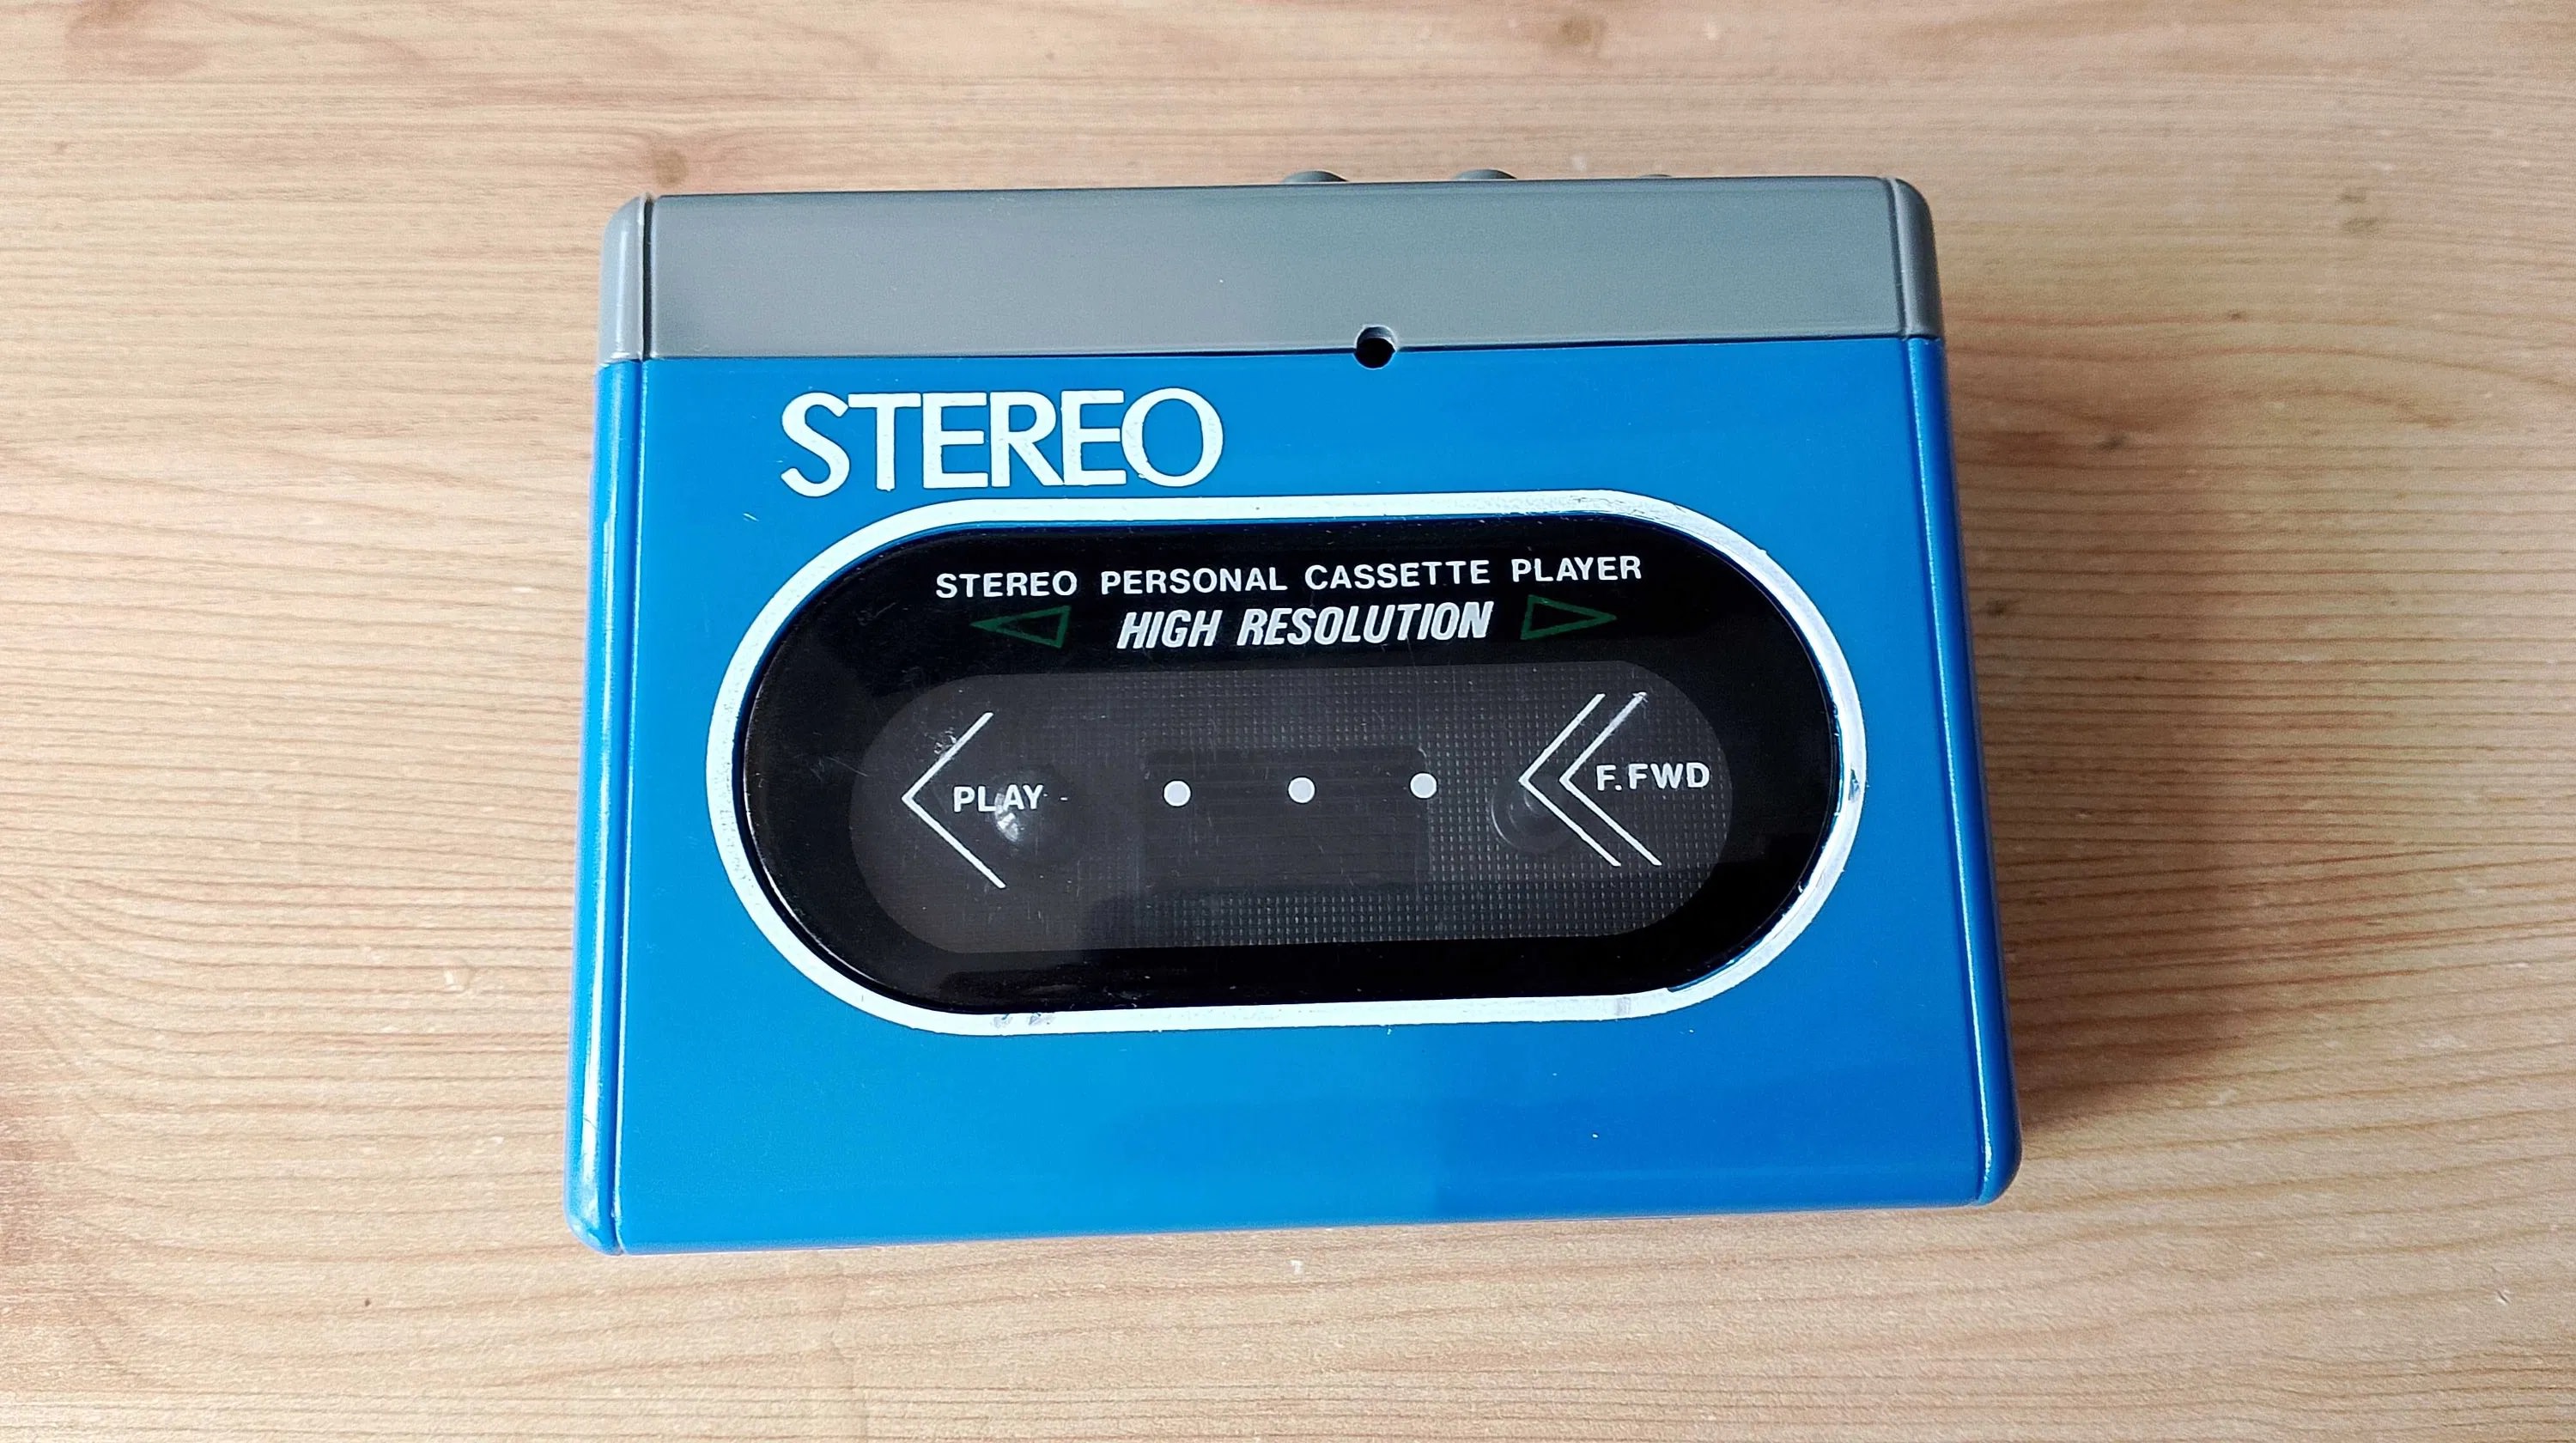 STEREO
STEREO PERSONAL CASSETTE PLAYER
HIGH RESOLUTION
PLAY F.FWD